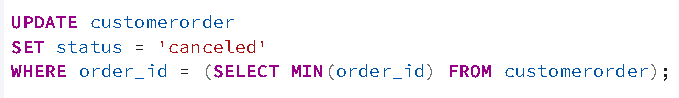 UPDATE customerorder
SET status = 'canceled'
WHERE order_id = (SELECT MIN(order_id) FROM customerorder);